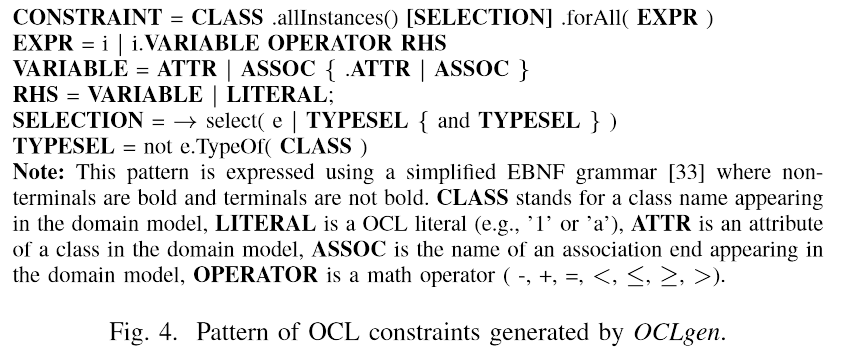 CONSTRAINT = CLASS .allInstances() [SELECTION] .forAll( EXPR )
EXPR = i | i.VARIABLE OPERATOR RHS
VARIABLE = ATTR | ASSOC { .ATTR | ASSOC }
RHS = VARIABLE | LITERAL;
SELECTION = → select( e | TYPESEL { and TYPESEL } )
TYPESEL = not e.TypeOf( CLASS )
Note: This pattern is expressed using a simplified EBNF grammar [33] where non-
terminals are bold and terminals are not bold. CLASS stands for a class name appearing
in the domain model, LITERAL is a OCL literal (e.g., '1' or 'a'), ATTR is an attribute
of a class in the domain model, ASSOC is the name of an association end appearing in
the domain model, OPERATOR is a math operator ( -, +, =, <, ≤, ≥, >).
Fig. 4. Pattern of OCL constraints generated by OCLgen.